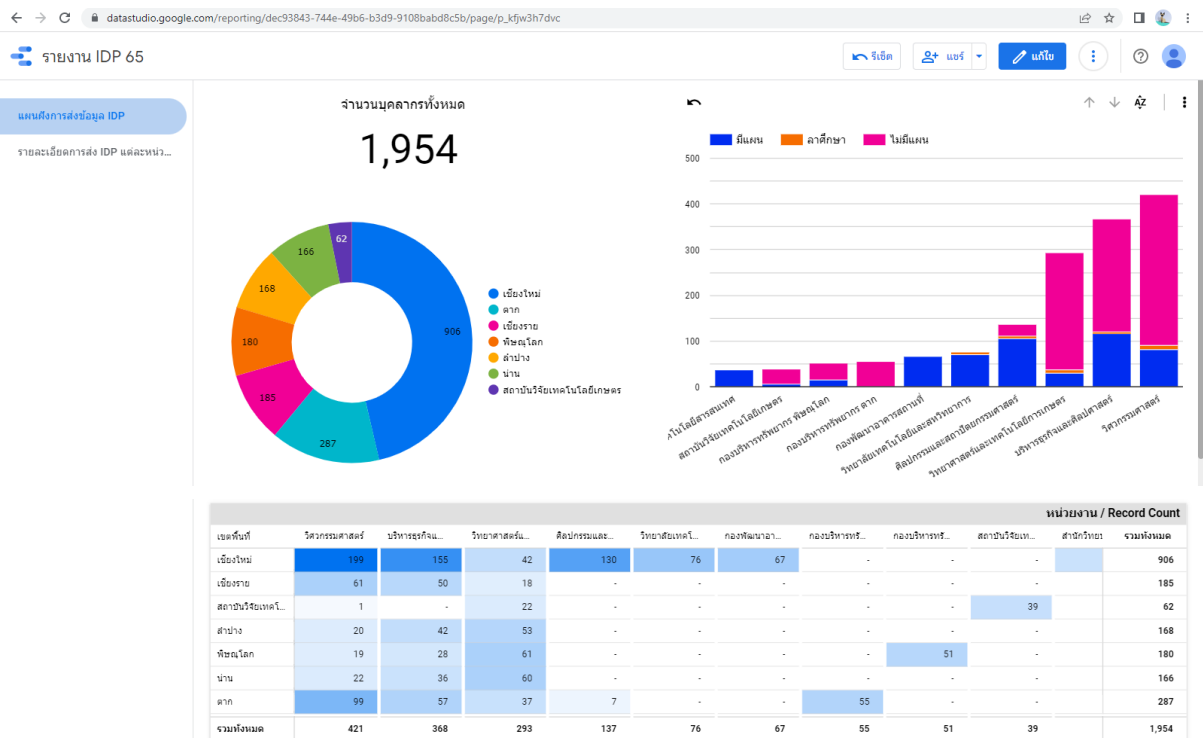 datastudio.google.com/reporting/dec93843-744e-49b6-b3d9-9108babd8c5b/page/p_kfjw3h7dvc
รายงาน IDP 65
รีเซ็ต
แชร์
แก้ไข
แผนผังการส่งข้อมูล IDP
รายละเอียดการส่ง IDP แต่ละหน่ว...
จำนวนบุคลากรทั้งหมด
1,954
906
287
185
180
168
166
62
เชียงใหม่
ตาก
เชียงราย
พิษณุโลก
ลำปาง
น่าน
สถาบันวิจัยเทคโนโลยีเกษตร
มีแผน ลาศึกษา ไม่มีแผน
500
400
300
200
100
0
สถาบันวิจัยเทคโนโลยีเกษตร
กองบริหารทรัพยากร พิษณุโลก
กองบริหารทรัพยากร ตาก
กองพัฒนาอาคารสถานที่
วิทยาลัยเทคโนโลยีและสหวิทยาการ
ศิลปกรรมและสถาปัตยกรรมศาสตร์
วิทยาศาสตร์และเทคโนโลยีการเกษตร
บริหารธุรกิจและศิลปศาสตร์
วิศวกรรมศาสตร์
หน่วยงาน / Record Count
เขตพื้นที่ วิศวกรรมศาสตร์ บริหารธุรกิจแ... วิทยาศาสตร์แ... ศิลปกรรมและ... วิทยาลัยเทคโ... กองพัฒนาอา... กองบริหารทรั... กองบริหารทรั... สถาบันวิจัยเท... สำนักวิทยา รวมทั้งหมด
เชียงใหม่ 199 155 42 130 76 67 - - - 906
เชียงราย 61 50 18 - - - - - - 185
สถาบันวิจัยเทคโ... 1 - 22 - - - - - 39 62
ลำปาง 20 42 53 - - - - - - 168
พิษณุโลก 19 28 61 - - - - 51 - 180
น่าน 22 36 60 - - - - - - 166
ตาก 99 57 37 7 - - 55 - - 287
รวมทั้งหมด 421 368 293 137 76 67 55 51 39 1,954